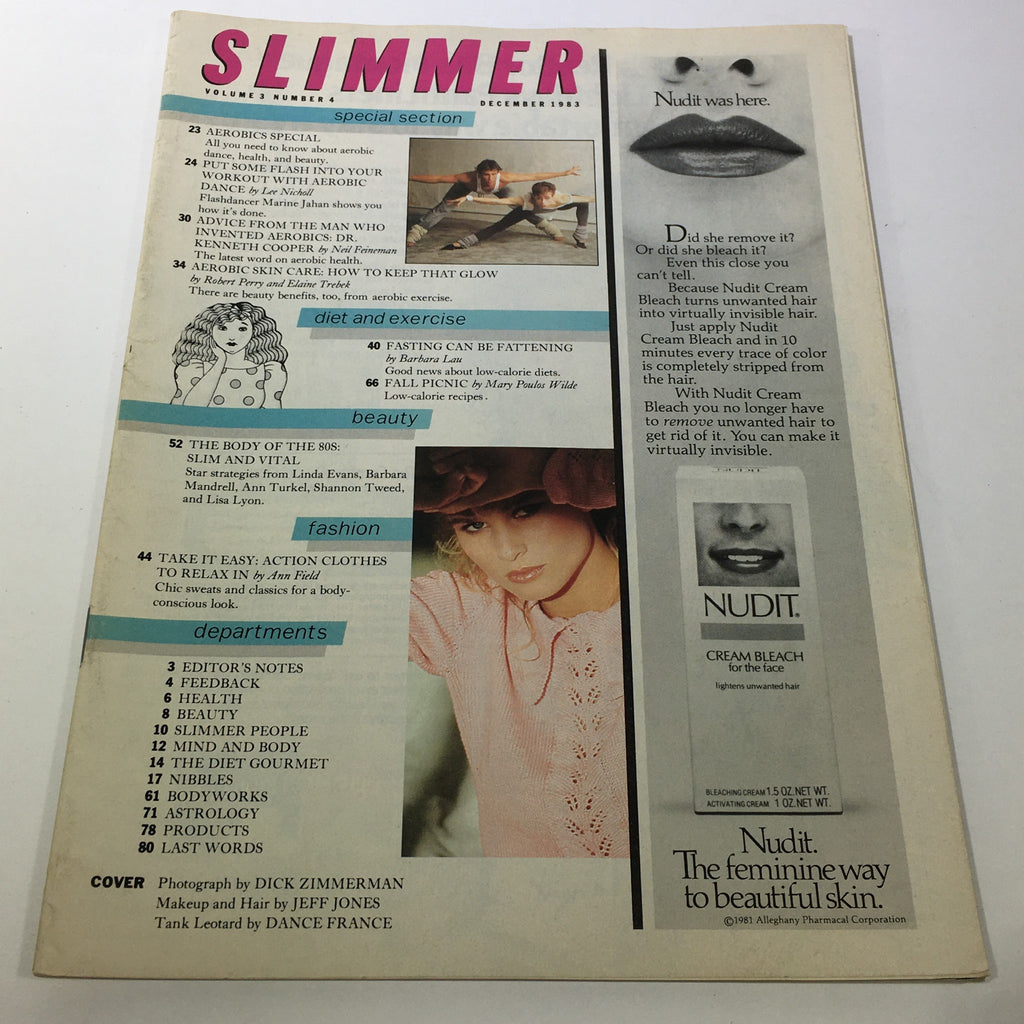 SLIMMER
VOLUME 3 NUMBER 4
DECEMBER 1983
special section
23 AEROBICS SPECIAL
All you need to know about aerobic
dance, health, and beauty.
24 PUT SOME FLASH INTO YOUR
WORKOUT WITH AEROBIC
DANCE by Lee Nicholl
Flashdancer Marine Jahan shows you
how it's done.
30 ADVICE FROM THE MAN WHO
INVENTED AEROBICS: DR.
KENNETH COOPER by Neil Feineman
The latest word on aerobic health.
34 AEROBIC SKIN CARE: HOW TO KEEP THAT GLOW
by Robert Perry and Elaine Trebek
There are beauty benefits, too, from aerobic exercise.
diet and exercise
40 FASTING CAN BE FATTENING
by Barbara Lau
Good news about low-calorie diets.
66 FALL PICNIC by Mary Poulos Wilde
Low-calorie recipes.
beauty
52 THE BODY OF THE 80S:
SLIM AND VITAL
Star strategies from Linda Evans, Barbara
Mandrell, Ann Turkel, Shannon Tweed,
and Lisa Lyon.
fashion
44 TAKE IT EASY: ACTION CLOTHES
TO RELAX IN by Ann Field
Chic sweats and classics for a body-
conscious look.
departments
3 EDITOR'S NOTES
4 FEEDBACK
6 HEALTH
8 BEAUTY
10 SLIMMER PEOPLE
12 MIND AND BODY
14 THE DIET GOURMET
17 NIBBLES
61 BODYWORKS
71 ASTROLOGY
78 PRODUCTS
80 LAST WORDS
COVER Photograph by DICK ZIMMERMAN
Makeup and Hair by JEFF JONES
Tank Leotard by DANCE FRANCE
Nudit was here.
Did she remove it?
Or did she bleach it?
Even this close you
can't tell.
Because Nudit Cream
Bleach turns unwanted hair
into virtually invisible hair.
Just apply Nudit
Cream Bleach and in 10
minutes every trace of color
is completely stripped from
the hair.
With Nudit Cream
Bleach you no longer have
to remove unwanted hair to
get rid of it. You can make it
virtually invisible.
NUDIT®
CREAM BLEACH
for the face
lightens unwanted hair
BLEACHING CREAM 1.5 OZ. NET WT.
ACTIVATING CREAM 1 OZ. NET WT.
Nudit.
The feminine way
to beautiful skin.
©1981 Alleghany Pharmacal Corporation